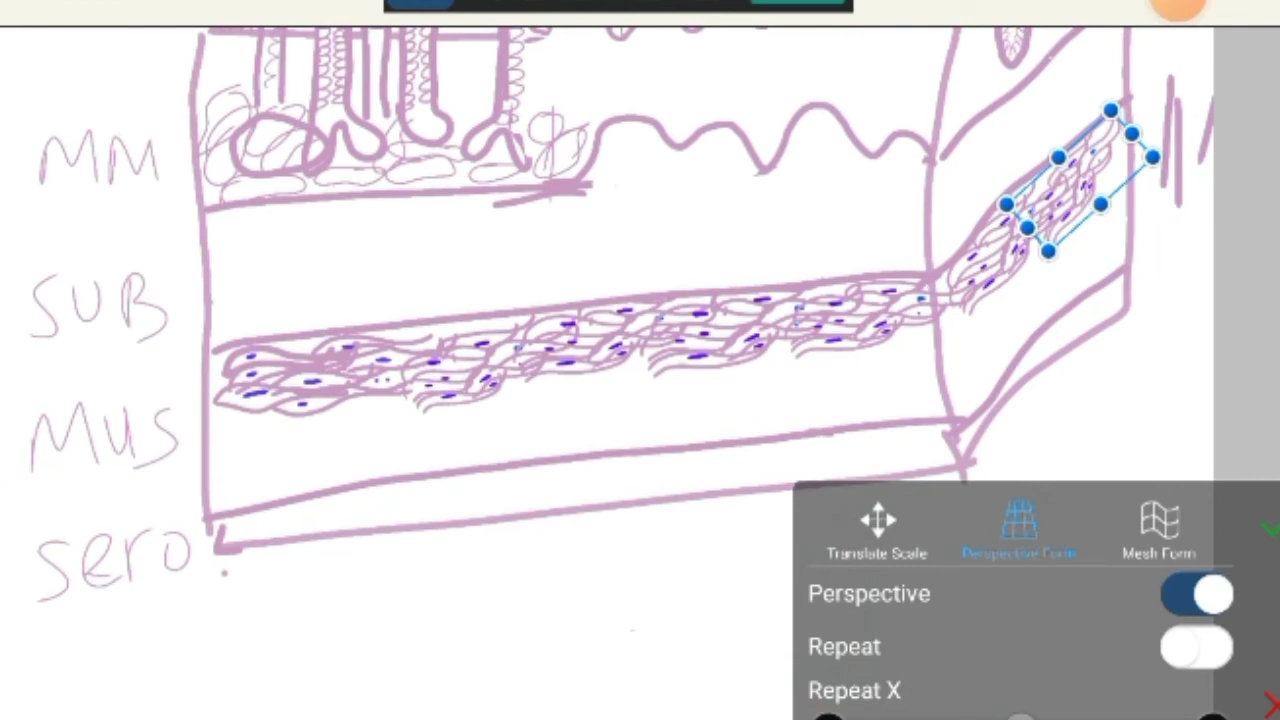 MM
SUB
MUS
Sero
Translate Scale
Perspective Form
Mesh Form
Perspective
Repeat
Repeat X